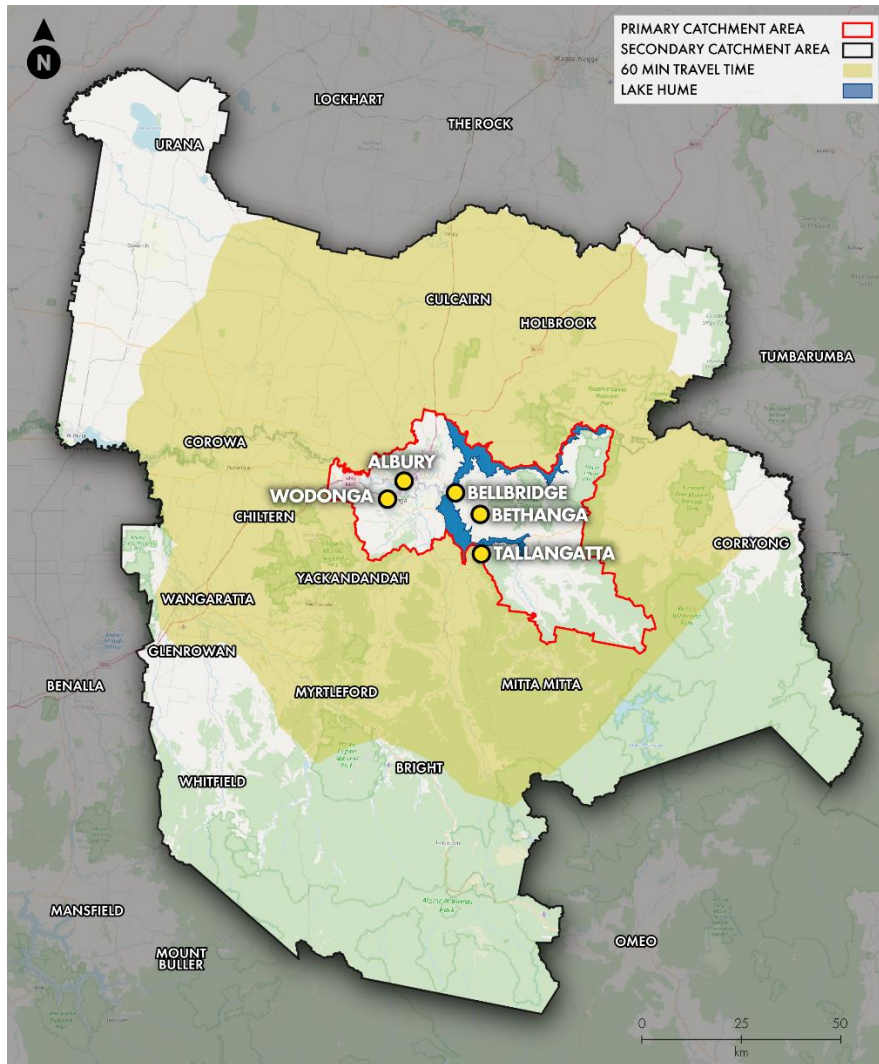 N
PRIMARY CATCHMENT AREA
SECONDARY CATCHMENT AREA
60 MIN TRAVEL TIME
LAKE HUME
LOCKHART
THE ROCK
URANA
CULCAIRN
HOLBROOK
TUMBARUMBA
COROWA
ALBURY
WODONGA
BELLBRIDGE
BETHANGA
CHILTERN
TALLANGATTA
CORRYONG
YACKANDANDAH
WANGARATTA
GLENROWAN
BENALLA
MYRTLEFORD
MITTA MITTA
BRIGHT
WHITFIELD
MANSFIELD
MOUNT
BULLER
OMEO
0 25 50
km